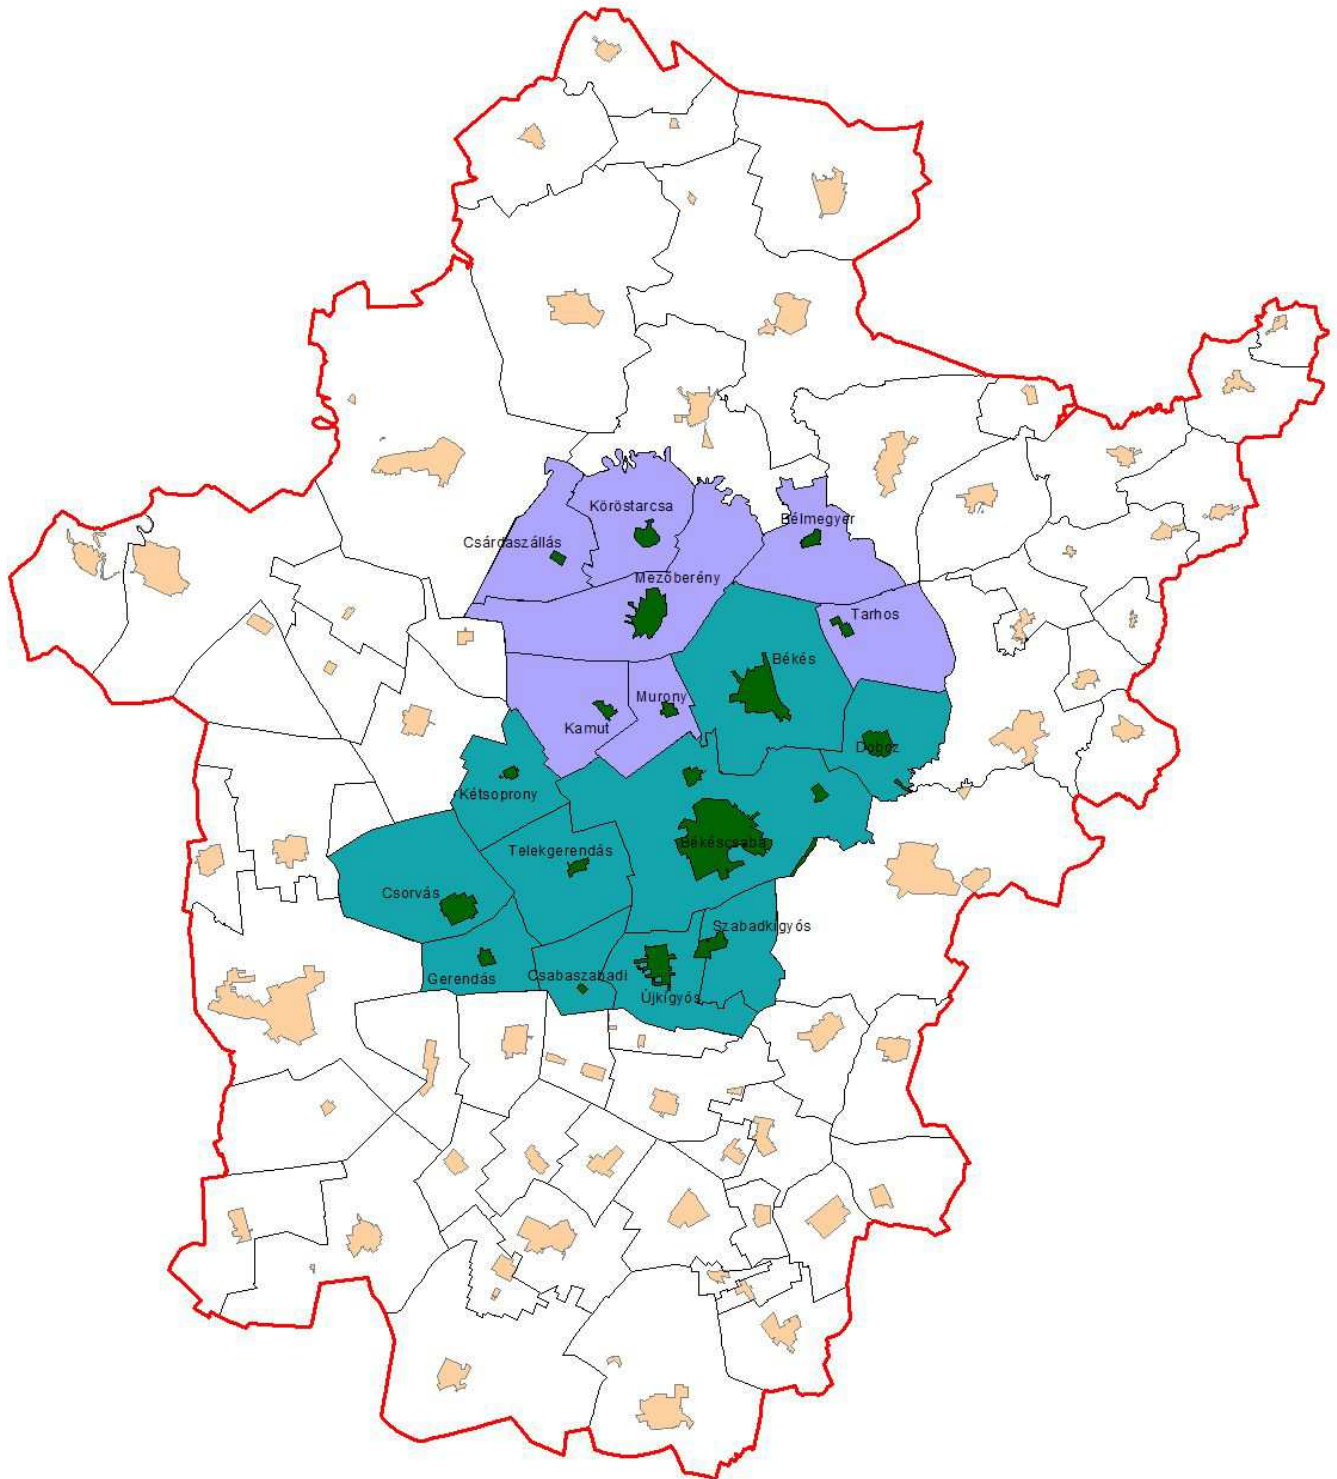 Köröstarcsa
Bélmegyer
Csárdaszállás
Mezőberény
Tarhos
Békés
Murony
Kamut
Doboz
Kétsoprony
Békéscsaba
Telekgerendás
Csorvás
Szabadkígyós
Gerendás
Csabaszabadi
Újkígyós